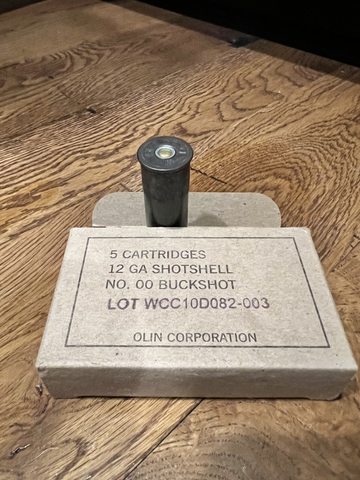 5 CARTRIDGES
12 GA SHOTSHELL
NO. 00 BUCKSHOT
LOT WCC10D082-003
OLIN CORPORATION